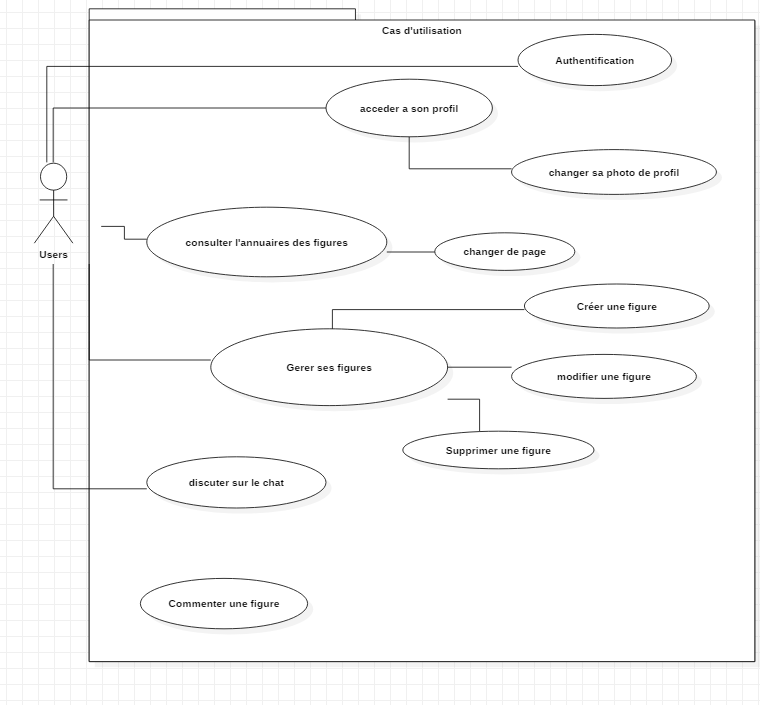 Cas d'utilisation
Authentification
acceder a son profil
changer sa photo de profil
Users
consulter l'annuaires des figures
changer de page
Créer une figure
Gerer ses figures
modifier une figure
Supprimer une figure
discuter sur le chat
Commenter une figure